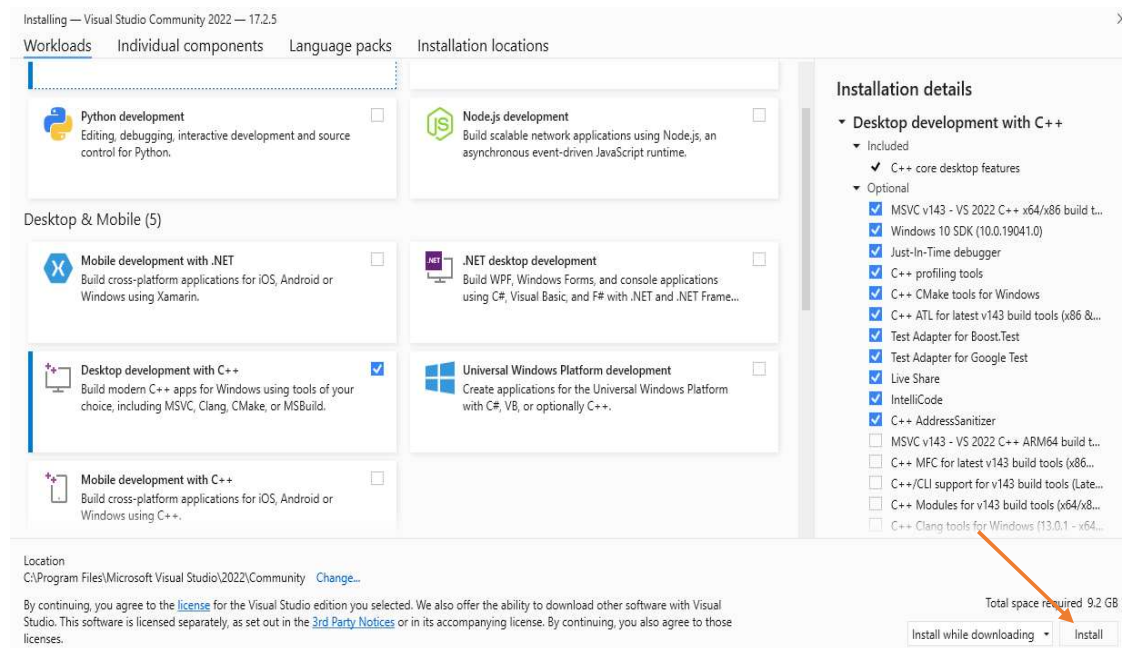 Installing — Visual Studio Community 2022 — 17.2.5
Workloads Individual components Language packs Installation locations
Python development
Editing, debugging, interactive development and source
control for Python.
Node.js development
Build scalable network applications using Node.js, an
asynchronous event-driven JavaScript runtime.
Desktop & Mobile (5)
Mobile development with .NET
Build cross-platform applications for iOS, Android or
Windows using Xamarin.
.NET desktop development
Build WPF, Windows Forms, and console applications
using C#, Visual Basic, and F# with .NET and .NET Frame...
Desktop development with C++
Build modern C++ apps for Windows using tools of your
choice, including MSVC, Clang, CMake, or MSBuild.
Universal Windows Platform development
Create applications for the Universal Windows Platform
with C#, VB, or optionally C++.
Mobile development with C++
Build cross-platform applications for iOS, Android or
Windows using C++.
Installation details
Desktop development with C++
Included
C++ core desktop features
Optional
MSVC v143 - VS 2022 C++ x64/x86 build t...
Windows 10 SDK (10.0.19041.0)
Just-In-Time debugger
C++ profiling tools
C++ CMake tools for Windows
C++ ATL for latest v143 build tools (x86 &...
Test Adapter for Boost.Test
Test Adapter for Google Test
Live Share
IntelliCode
C++ AddressSanitizer
MSVC v143 - VS 2022 C++ ARM64 build t...
C++ MFC for latest v143 build tools (x86...
C++/CLI support for v143 build tools (Late...
C++ Modules for v143 build tools (x64/x8...
C++ Clang tools for Windows (13.0.1 - x64...
Location
C:\Program Files\Microsoft Visual Studio\2022\Community Change...
By continuing, you agree to the license for the Visual Studio edition you selected. We also offer the ability to download other software with Visual
Studio. This software is licensed separately, as set out in the 3rd Party Notices or in its accompanying license. By continuing, you also agree to those
licenses.
Total space required 9.2 GB
Install while downloading Install